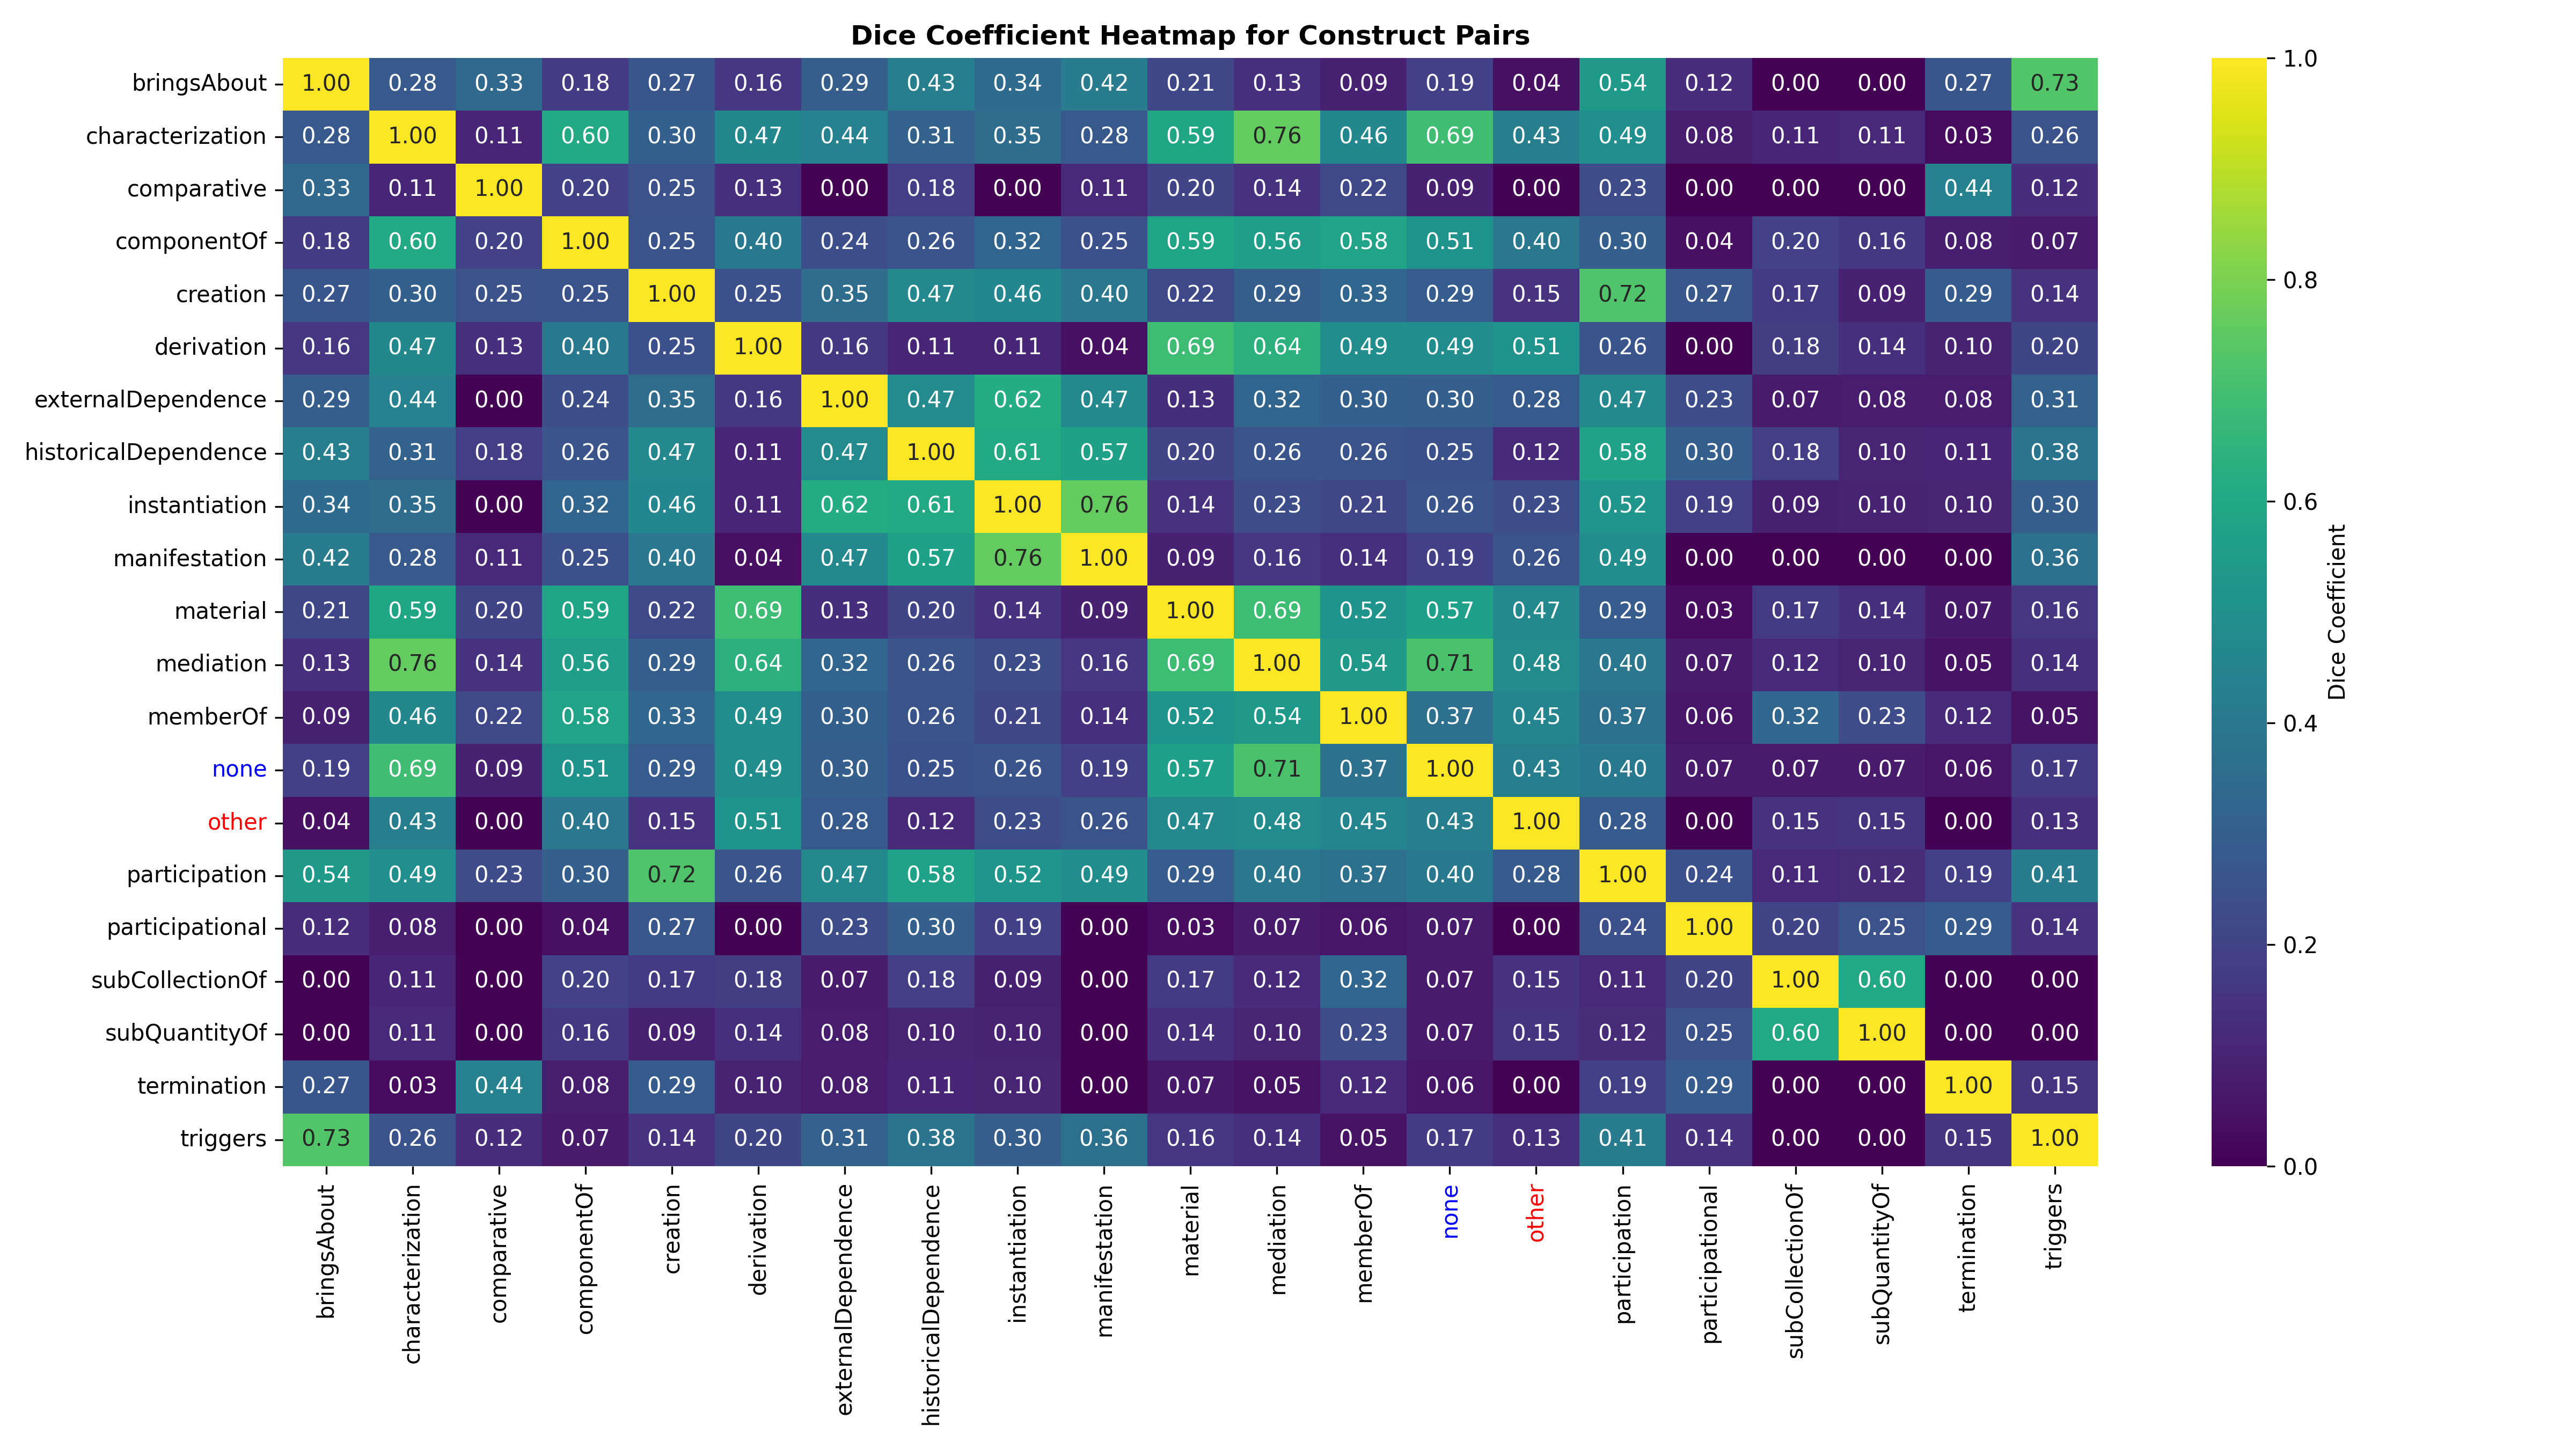 Dice Coefficient Heatmap for Construct Pairs
bringsAbout 1.00 0.28 0.33 0.18 0.27 0.16 0.29 0.43 0.34 0.42 0.21 0.13 0.09 0.19 0.04 0.54 0.12 0.00 0.00 0.27 0.73
characterization 0.28 1.00 0.11 0.60 0.30 0.47 0.44 0.31 0.35 0.28 0.59 0.76 0.46 0.69 0.43 0.49 0.08 0.11 0.11 0.03 0.26
comparative 0.33 0.11 1.00 0.20 0.25 0.13 0.00 0.18 0.00 0.11 0.20 0.14 0.22 0.09 0.00 0.23 0.00 0.00 0.00 0.44 0.12
componentOf 0.18 0.60 0.20 1.00 0.25 0.40 0.24 0.26 0.32 0.25 0.59 0.56 0.58 0.51 0.40 0.30 0.04 0.20 0.16 0.08 0.07
creation 0.27 0.30 0.25 0.25 1.00 0.25 0.35 0.47 0.46 0.40 0.22 0.29 0.33 0.29 0.15 0.72 0.27 0.17 0.09 0.29 0.14
derivation 0.16 0.47 0.13 0.40 0.25 1.00 0.16 0.11 0.11 0.04 0.69 0.64 0.49 0.49 0.51 0.26 0.00 0.18 0.14 0.10 0.20
externalDependence 0.29 0.44 0.00 0.24 0.35 0.16 1.00 0.47 0.62 0.47 0.13 0.32 0.30 0.30 0.28 0.47 0.23 0.07 0.08 0.08 0.31
historicalDependence 0.43 0.31 0.18 0.26 0.47 0.11 0.47 1.00 0.61 0.57 0.20 0.26 0.26 0.25 0.12 0.58 0.30 0.18 0.10 0.11 0.38
instantiation 0.34 0.35 0.00 0.32 0.46 0.11 0.62 0.61 1.00 0.76 0.14 0.23 0.21 0.26 0.23 0.52 0.19 0.09 0.10 0.10 0.30
manifestation 0.42 0.28 0.11 0.25 0.40 0.04 0.47 0.57 0.76 1.00 0.09 0.16 0.14 0.19 0.26 0.49 0.00 0.00 0.00 0.00 0.36
material 0.21 0.59 0.20 0.59 0.22 0.69 0.13 0.20 0.14 0.09 1.00 0.69 0.52 0.57 0.47 0.29 0.03 0.17 0.14 0.07 0.16
mediation 0.13 0.76 0.14 0.56 0.29 0.64 0.32 0.26 0.23 0.16 0.69 1.00 0.54 0.71 0.48 0.40 0.07 0.12 0.10 0.05 0.14
memberOf 0.09 0.46 0.22 0.58 0.33 0.49 0.30 0.26 0.21 0.14 0.52 0.54 1.00 0.37 0.45 0.37 0.06 0.32 0.23 0.12 0.05
none 0.19 0.69 0.09 0.51 0.29 0.49 0.30 0.25 0.26 0.19 0.57 0.71 0.37 1.00 0.43 0.40 0.07 0.07 0.07 0.06 0.17
other 0.04 0.43 0.00 0.40 0.15 0.51 0.28 0.12 0.23 0.26 0.47 0.48 0.45 0.43 1.00 0.28 0.00 0.15 0.15 0.00 0.13
participation 0.54 0.49 0.23 0.30 0.72 0.26 0.47 0.58 0.52 0.49 0.29 0.40 0.37 0.40 0.28 1.00 0.24 0.11 0.12 0.19 0.41
participational 0.12 0.08 0.00 0.04 0.27 0.00 0.23 0.30 0.19 0.00 0.03 0.07 0.06 0.07 0.00 0.24 1.00 0.20 0.25 0.29 0.14
subCollectionOf 0.00 0.11 0.00 0.20 0.17 0.18 0.07 0.18 0.09 0.00 0.17 0.12 0.32 0.07 0.15 0.11 0.20 1.00 0.60 0.00 0.00
subQuantityOf 0.00 0.11 0.00 0.16 0.09 0.14 0.08 0.10 0.10 0.00 0.14 0.10 0.23 0.07 0.15 0.12 0.25 0.60 1.00 0.00 0.00
termination 0.27 0.03 0.44 0.08 0.29 0.10 0.08 0.11 0.10 0.00 0.07 0.05 0.12 0.06 0.00 0.19 0.29 0.00 0.00 1.00 0.15
triggers 0.73 0.26 0.12 0.07 0.14 0.20 0.31 0.38 0.30 0.36 0.16 0.14 0.05 0.17 0.13 0.41 0.14 0.00 0.00 0.15 1.00
bringsAbout
characterization
comparative
componentOf
creation
derivation
externalDependence
historicalDependence
instantiation
manifestation
material
mediation
memberOf
none
other
participation
participational
subCollectionOf
subQuantityOf
termination
triggers
1.0
0.8
0.6
0.4
0.2
0.0
Dice Coefficient